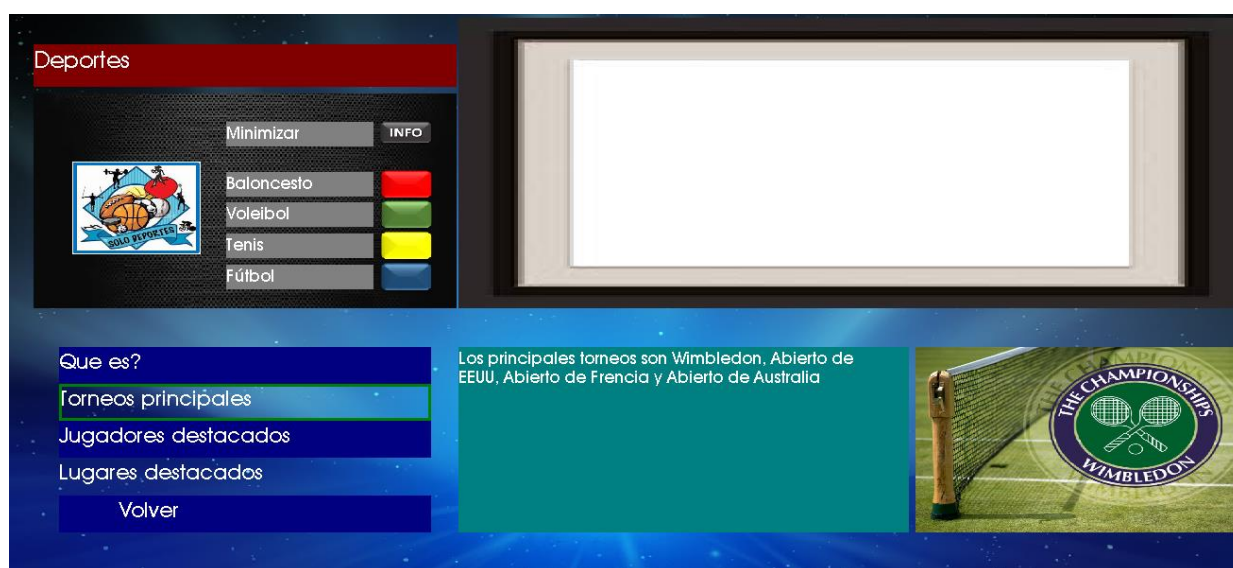 Deportes
Minimizar
INFO
Baloncesto
Voleibol
Tenis
Fútbol
SOLO DEPORTES
Que es?
Torneos principales
Jugadores destacados
Lugares destacados
Volver
Los principales torneos son Wimbledon, Abierto de
EEUU, Abierto de Frencia y Abierto de Australia
THE CHAMPIONSHIPS
WIMBLEDON